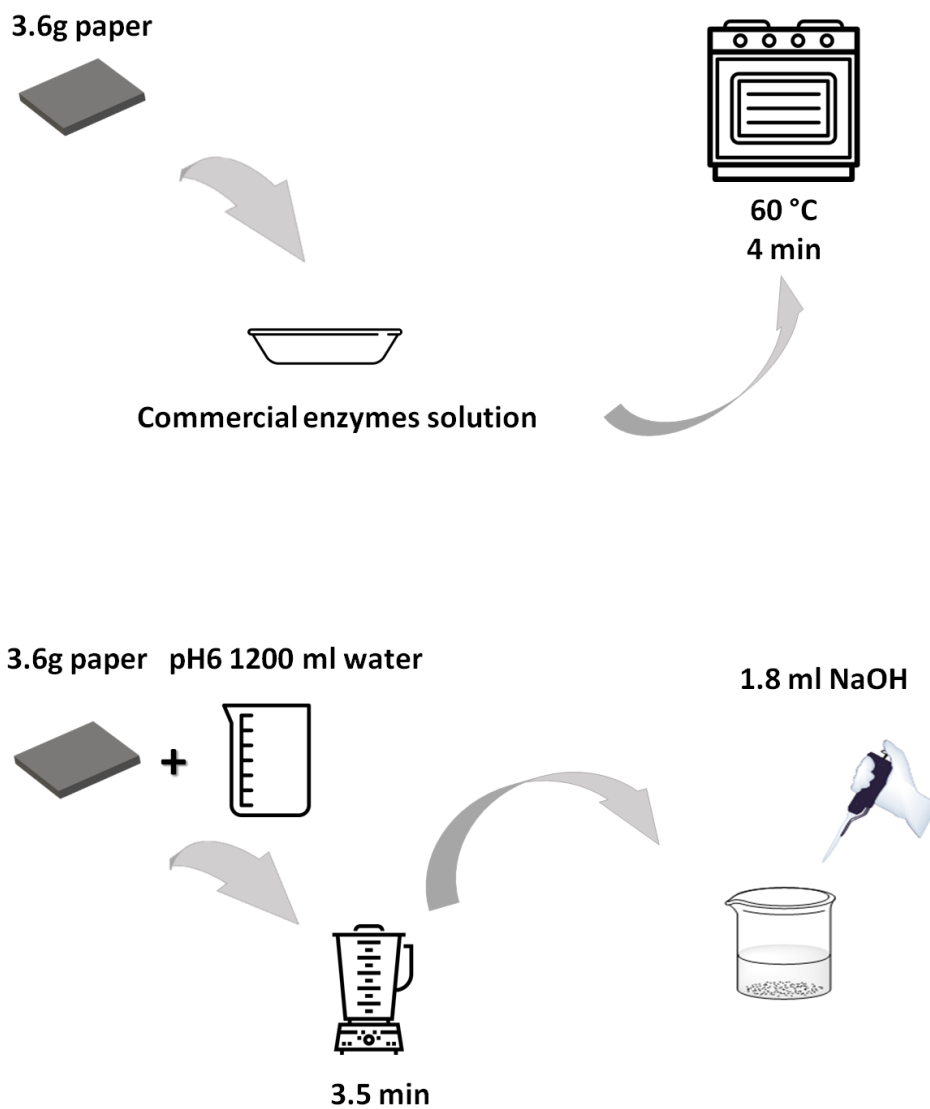 3.6g paper
60 °C
4 min
Commercial enzymes solution
3.6g paper pH6 1200 ml water
1.8 ml NaOH
+
3.5 min